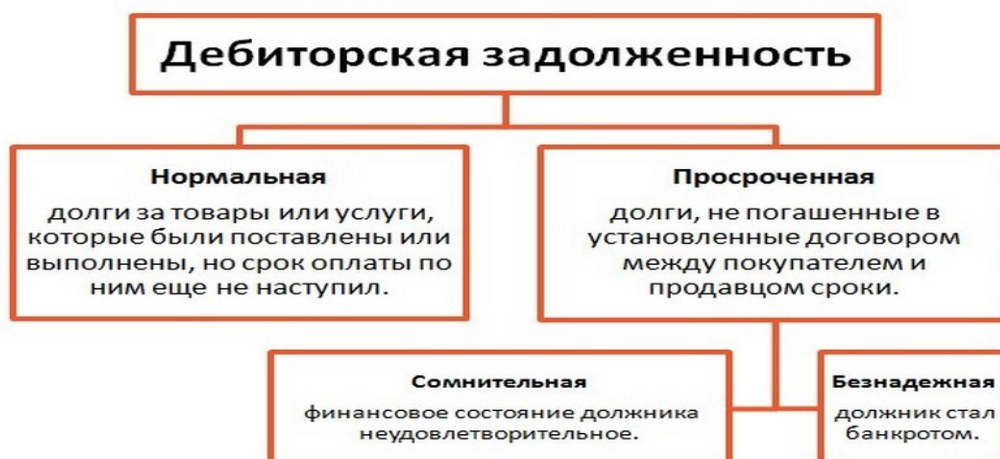 Дебиторская задолженность
Нормальная
долги за товары или услуги,
которые были поставлены или
выполнены, но срок оплаты по
ним еще не наступил.
Просроченная
долги, не погашенные в
установленные договором
между покупателем и
продавцом сроки.
Сомнительная
финансовое состояние должника
неудовлетворительное.
Безнадежная
должник стал
банкротом.